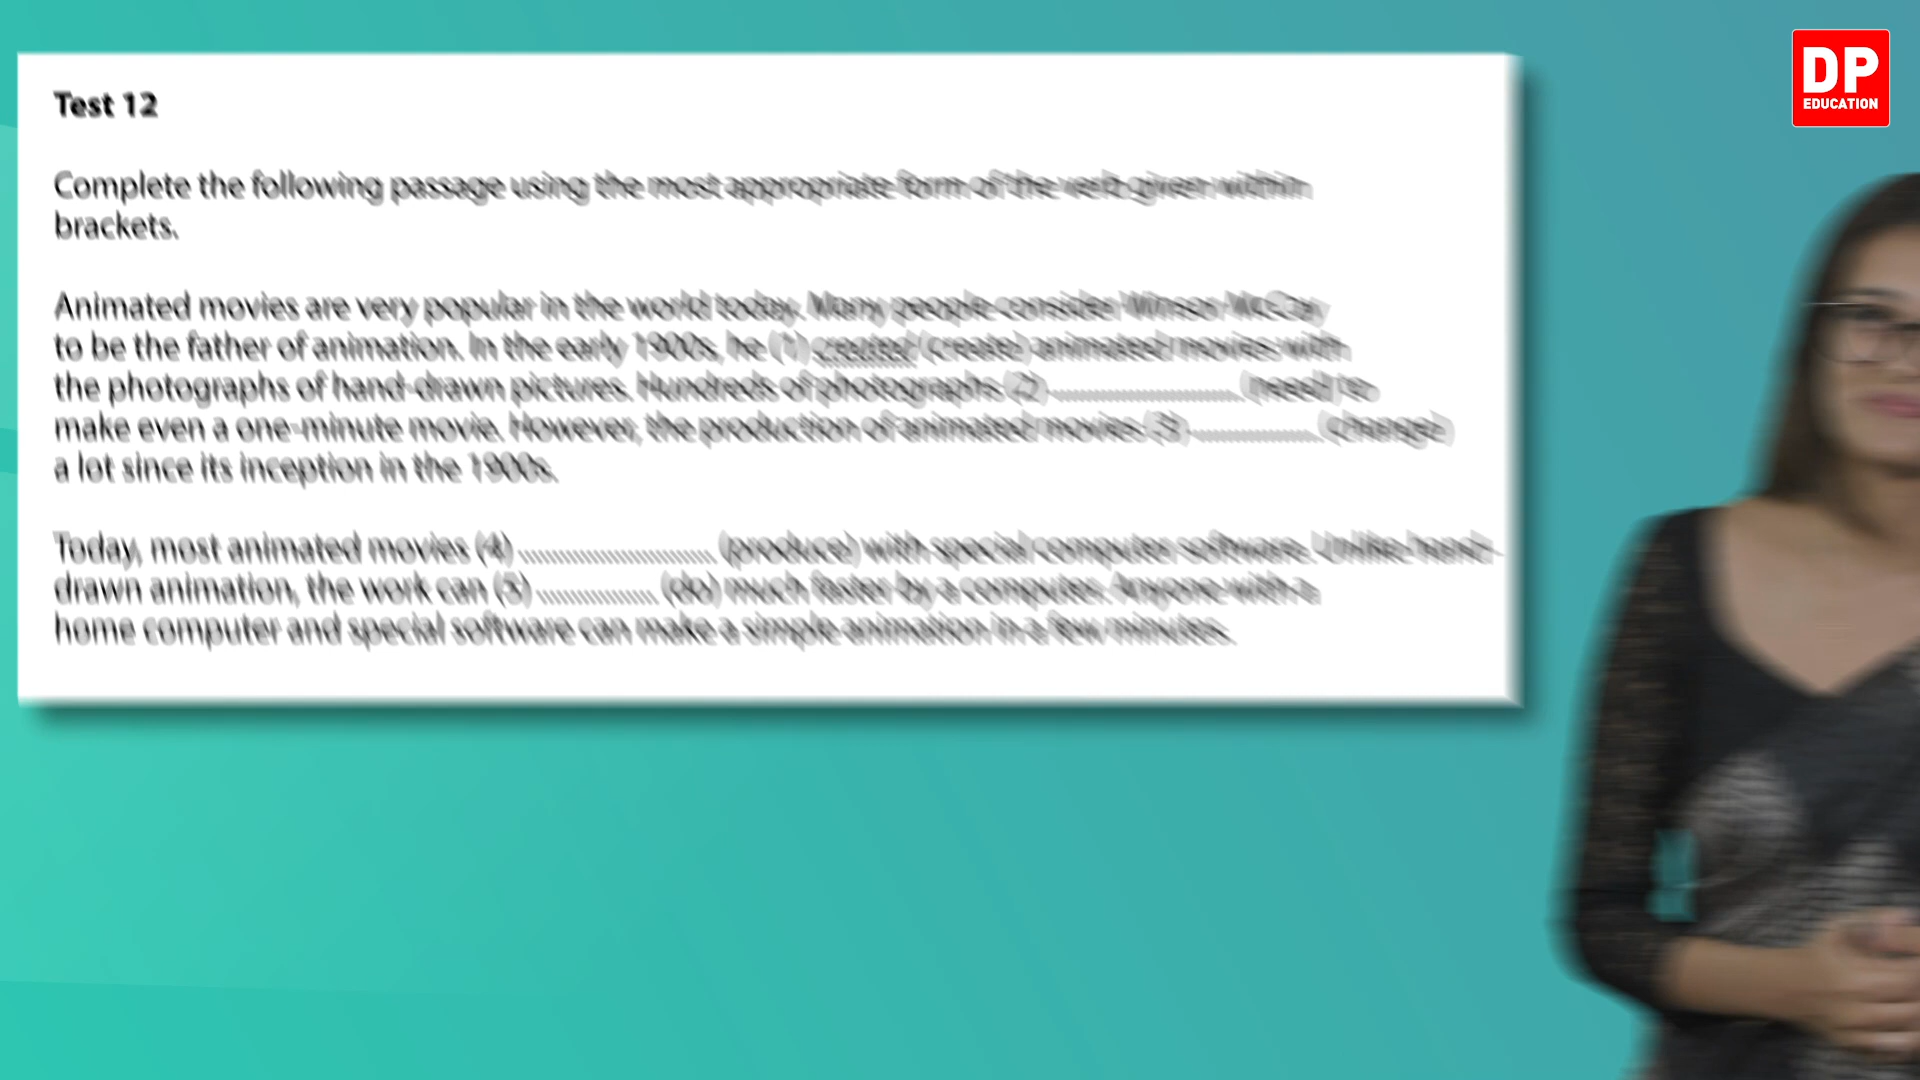 DP
EDUCATION
Test 12
Complete the following passage using the most appropriate form of the verb given within
brackets.
Animated movies are very popular in the world today. Many people consider Winsor McCay
to be the father of animation. In the early 1900s, he (1) created (create) animated movies with
the photographs of hand-drawn pictures. Hundreds of photographs (2) .............................. (need) to
make even a one-minute movie. However, the production of animated movies (3) .................... (change)
a lot since its inception in the 1900s.
Today, most animated movies (4) .............................. (produce) with special computer software. Unlike hand-
drawn animation, the work can (5) ................... (do) much faster by a computer. Anyone with a
home computer and special software can make a simple animation in a few minutes.